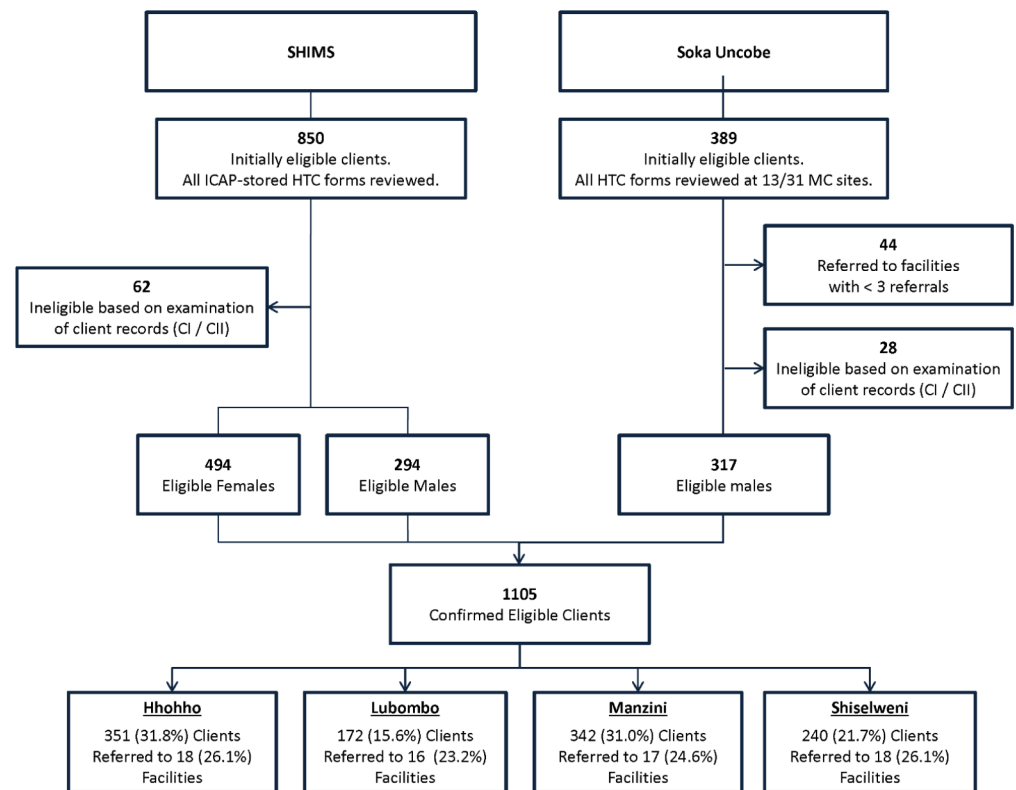 SHIMS
Soka Uncobe
850
Initially eligible clients.
All ICAP-stored HTC forms reviewed.
389
Initially eligible clients.
All HTC forms reviewed at 13/31 MC sites.
44
Referred to facilities
with < 3 referrals
62
Ineligible based on examination
of client records (CI / CII)
28
Ineligible based on examination
of client records (CI / CII)
494
Eligible Females
294
Eligible Males
317
Eligible males
1105
Confirmed Eligible Clients
Hhohho
351 (31.8%) Clients
Referred to 18 (26.1%)
Facilities
Lubombo
172 (15.6%) Clients
Referred to 16 (23.2%)
Facilities
Manzini
342 (31.0%) Clients
Referred to 17 (24.6%)
Facilities
Shiselweni
240 (21.7%) Clients
Referred to 18 (26.1%)
Facilities